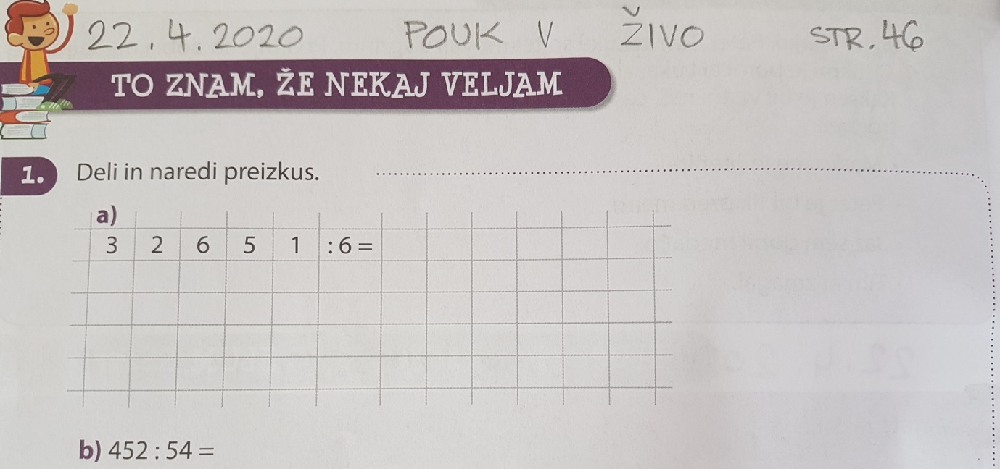 22.4.2020 POUK V ŽIVO STR. 46
TO ZNAM, ŽE NEKAJ VELJAM
1. Deli in naredi preizkus.
a)
3 2 6 5 1 : 6 =
b) 452 : 54 =